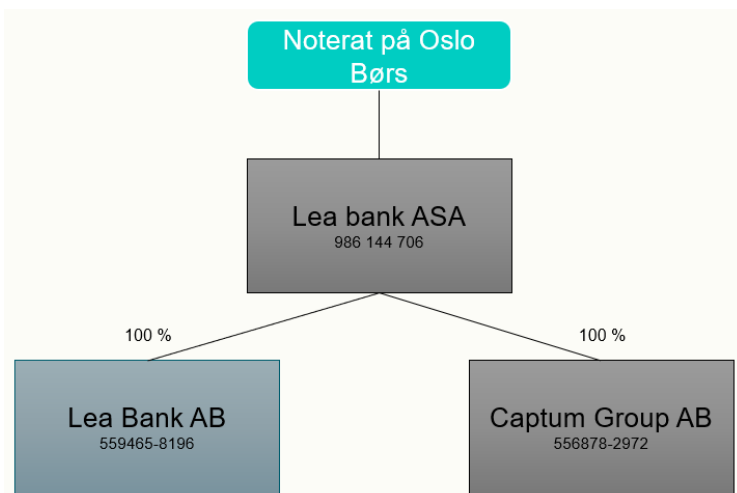 Noterat på Oslo
Børs
Lea bank ASA
986 144 706
100 %
100 %
Lea Bank AB
559465-8196
Captum Group AB
556878-2972